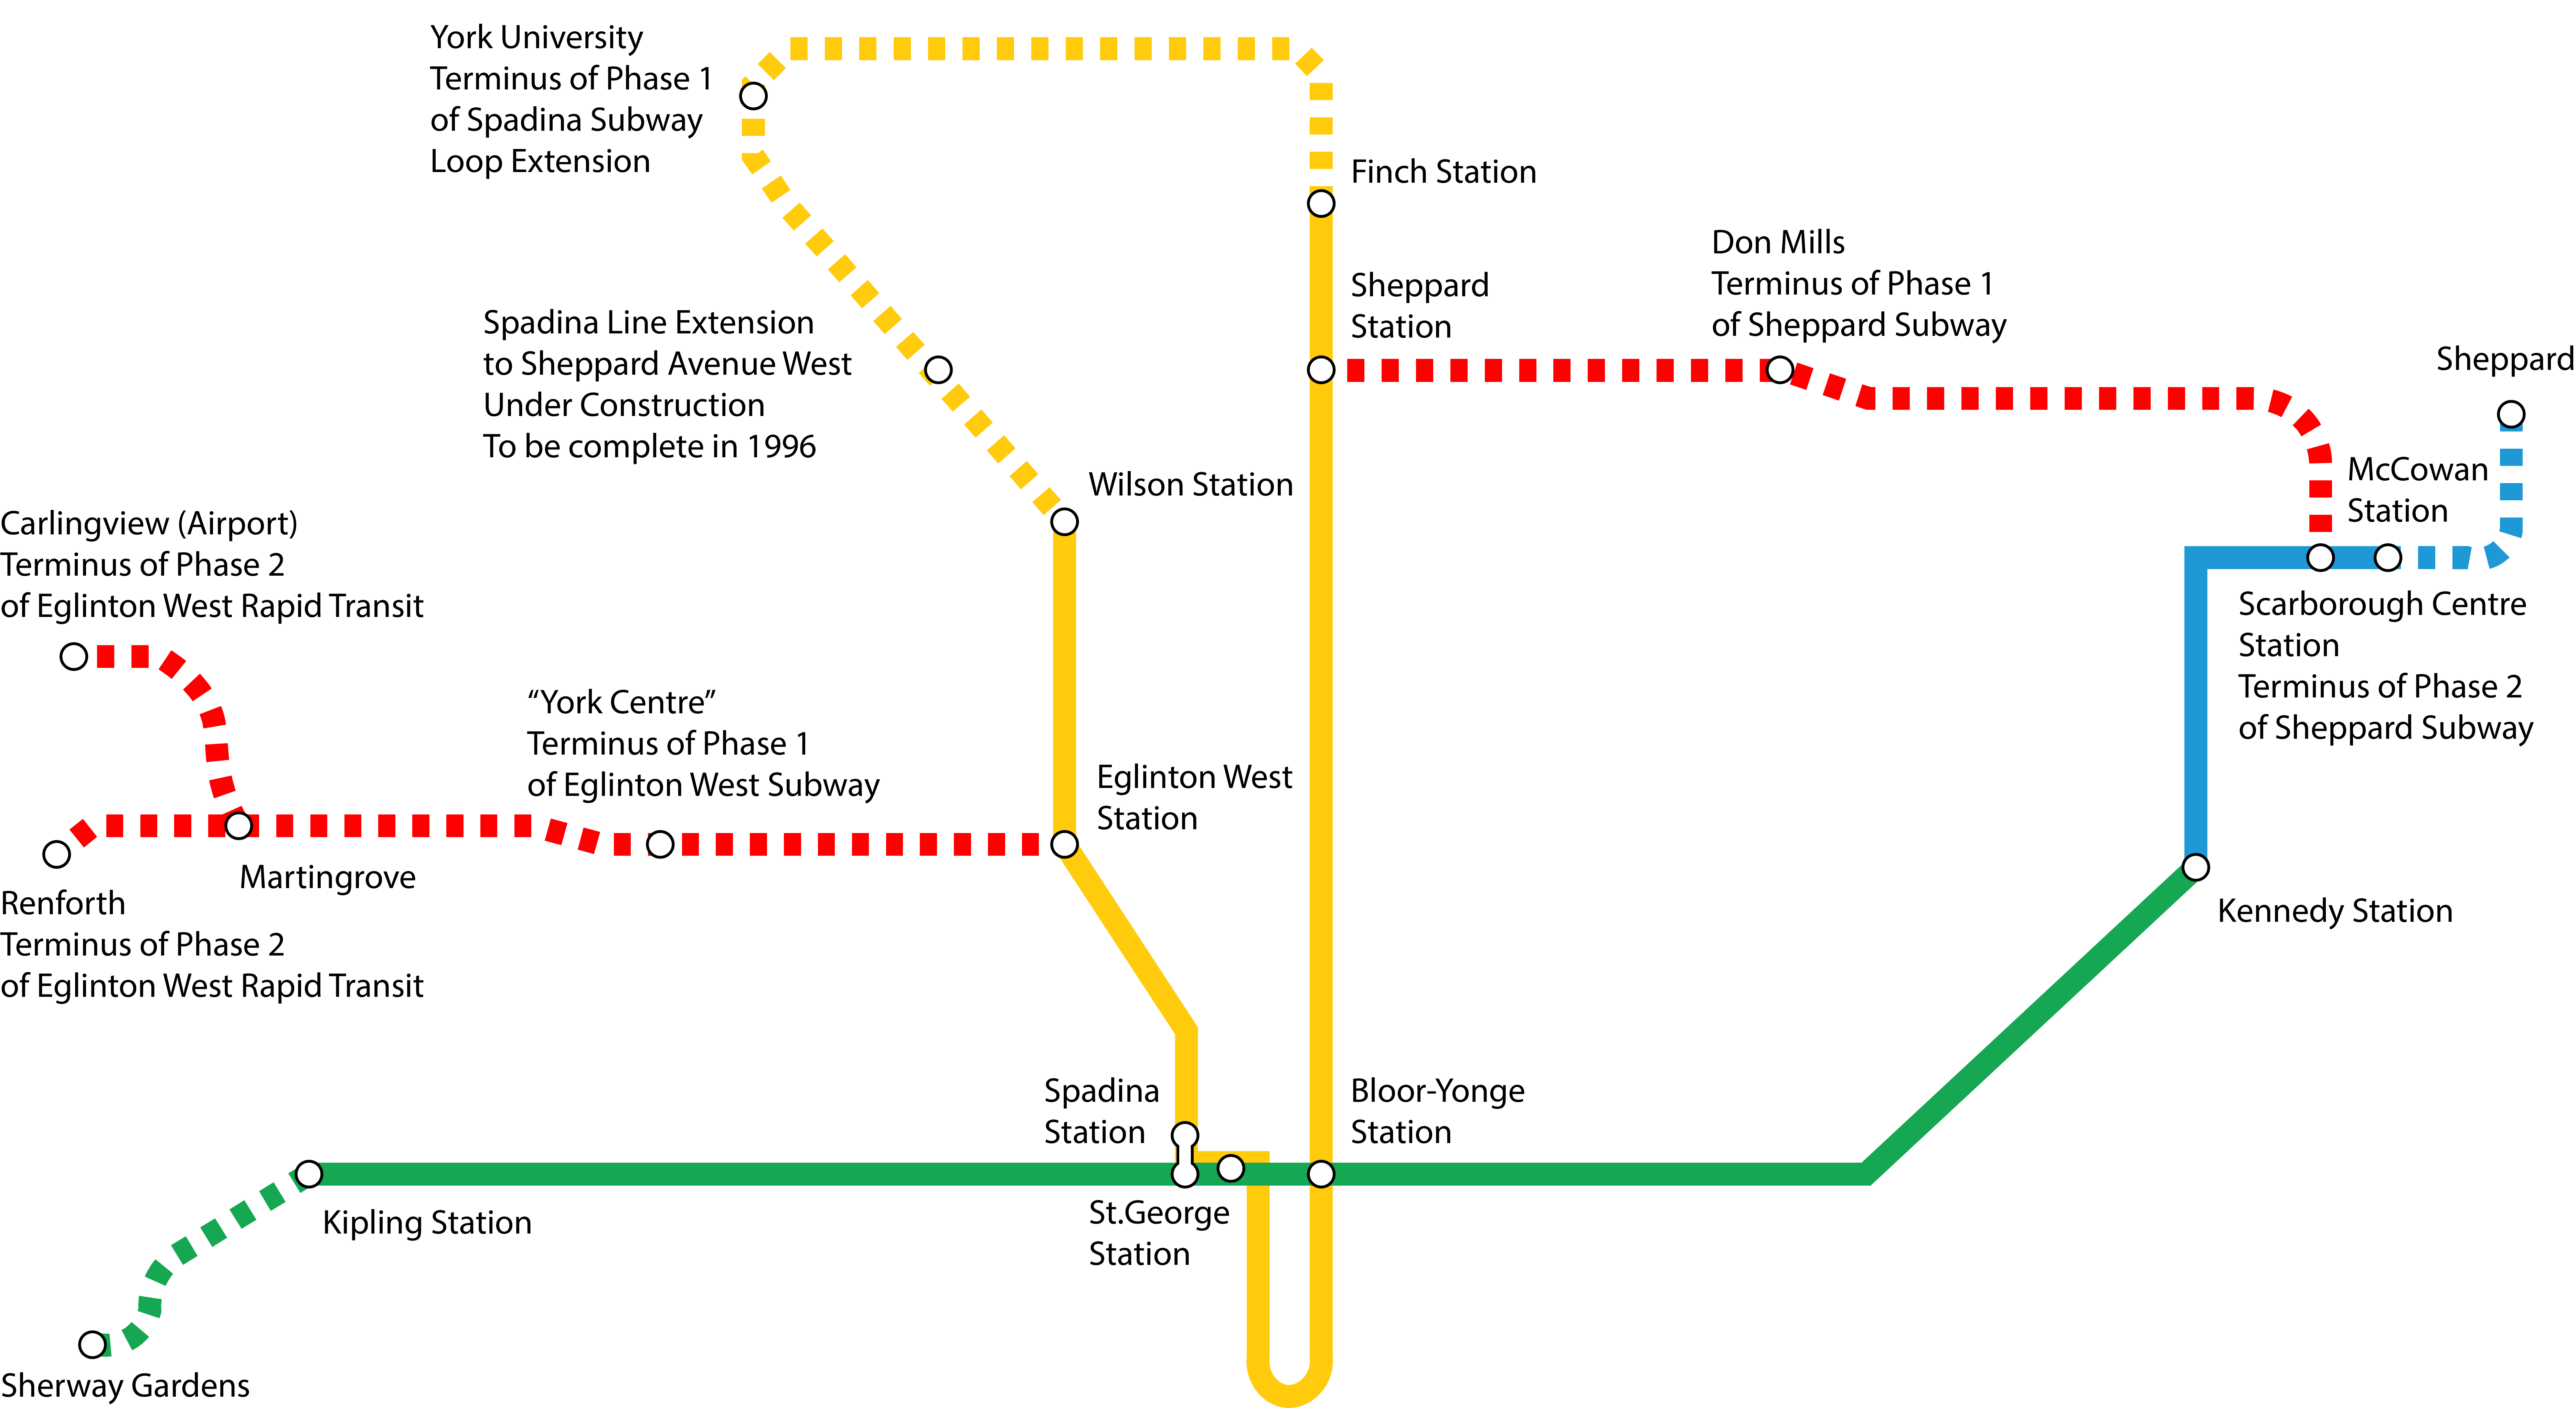 York University
Terminus of Phase 1
of Spadina Subway
Loop Extension
Finch Station
Don Mills
Terminus of Phase 1
of Sheppard Subway
Sheppard
Station
Spadina Line Extension
to Sheppard Avenue West
Under Construction
To be complete in 1996
Sheppard
Wilson Station
McCowan
Station
Carlingview (Airport)
Terminus of Phase 2
of Eglinton West Rapid Transit
Scarborough Centre
Station
Terminus of Phase 2
of Sheppard Subway
“York Centre”
Terminus of Phase 1
of Eglinton West Subway
Eglinton West
Station
Martingrove
Renforth
Terminus of Phase 2
of Eglinton West Rapid Transit
Kennedy Station
Spadina
Station
Bloor-Yonge
Station
Kipling Station
St.George
Station
Sherway Gardens